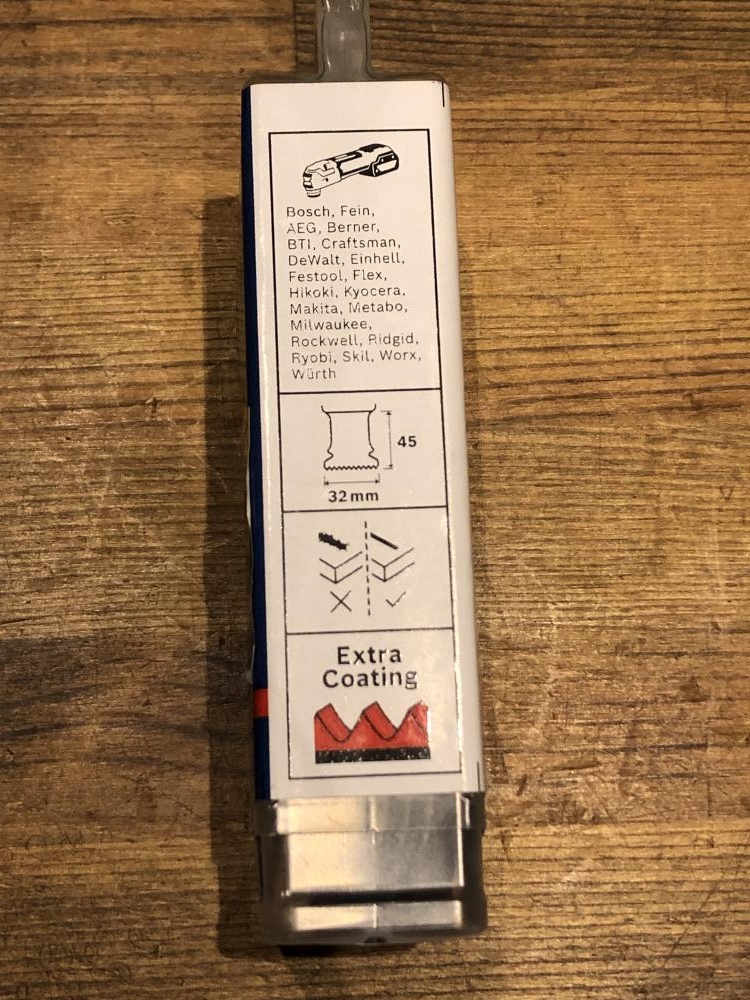 Bosch, Fein,
AEG, Berner,
BTI, Craftsman,
DeWalt, Einhell,
Festool, Flex,
Hikoki, Kyocera,
Makita, Metabo,
Milwaukee,
Rockwell, Ridgid,
Ryobi, Skil, Worx,
Würth
45
32 mm
Extra
Coating